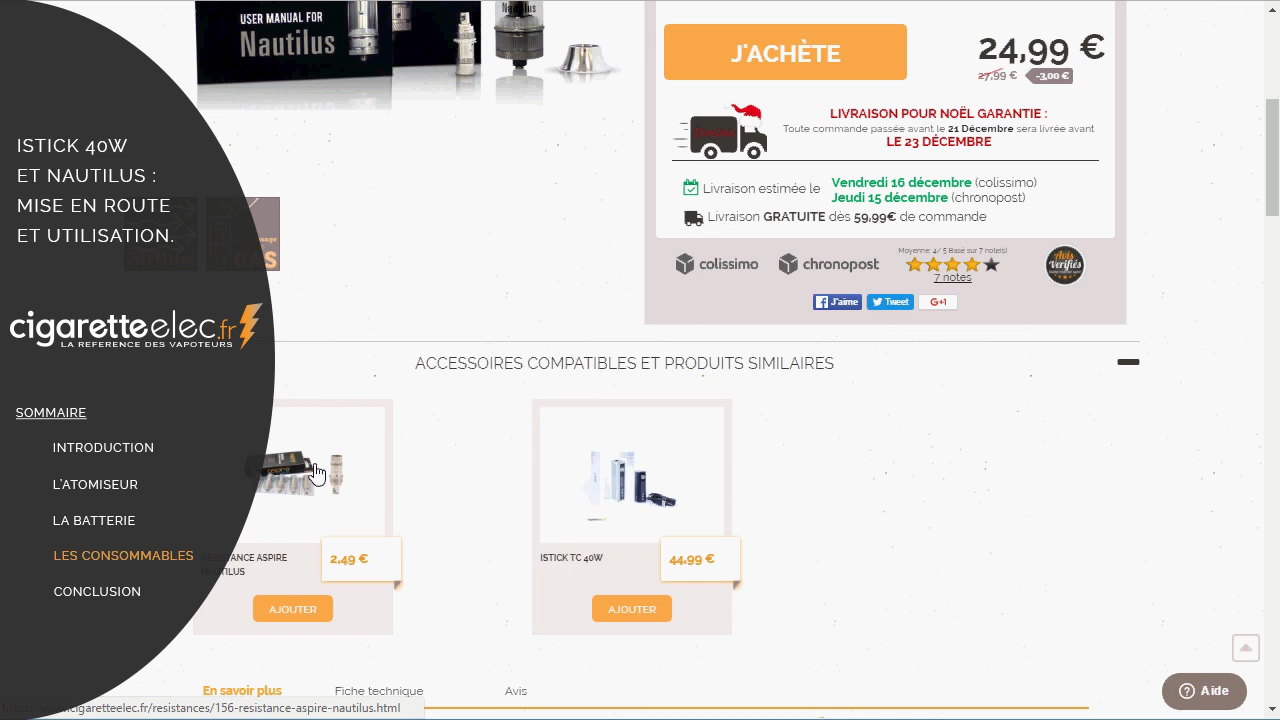 USER MANUAL FOR
Nautilus
J'ACHÈTE
24,99 €
27,99 €
-3,00 €
LIVRAISON POUR NOËL GARANTIE :
Toute commande passée avant le 21 Décembre sera livrée avant
LE 23 DÉCEMBRE
Livraison estimée le
Vendredi 16 décembre (colissimo)
Jeudi 15 décembre (chronopost)
Livraison GRATUITE dès 59,99€ de commande
colissimo
chronopost
Moyenne: 4/ 5 Basé sur 7 note(s)
7 notes
Avis
Vérifiés
J'aime
Tweet
G+1
ISTICK 40W
ET NAUTILUS :
MISE EN ROUTE
ET UTILISATION.
cigaretteelec.fr
LA REFERENCE DES VAPOTEURS
SOMMAIRE
INTRODUCTION
L'ATOMISEUR
LA BATTERIE
LES CONSOMMABLES
CONCLUSION
ACCESSOIRES COMPATIBLES ET PRODUITS SIMILAIRES
RESISTANCE ASPIRE
NAUTILUS
2,49 €
AJOUTER
ISTICK TC 40W
44,99 €
AJOUTER
En savoir plus
Fiche technique
Avis
Aide
cigaretteelec.fr/resistances/156-resistance-aspire-nautilus.html